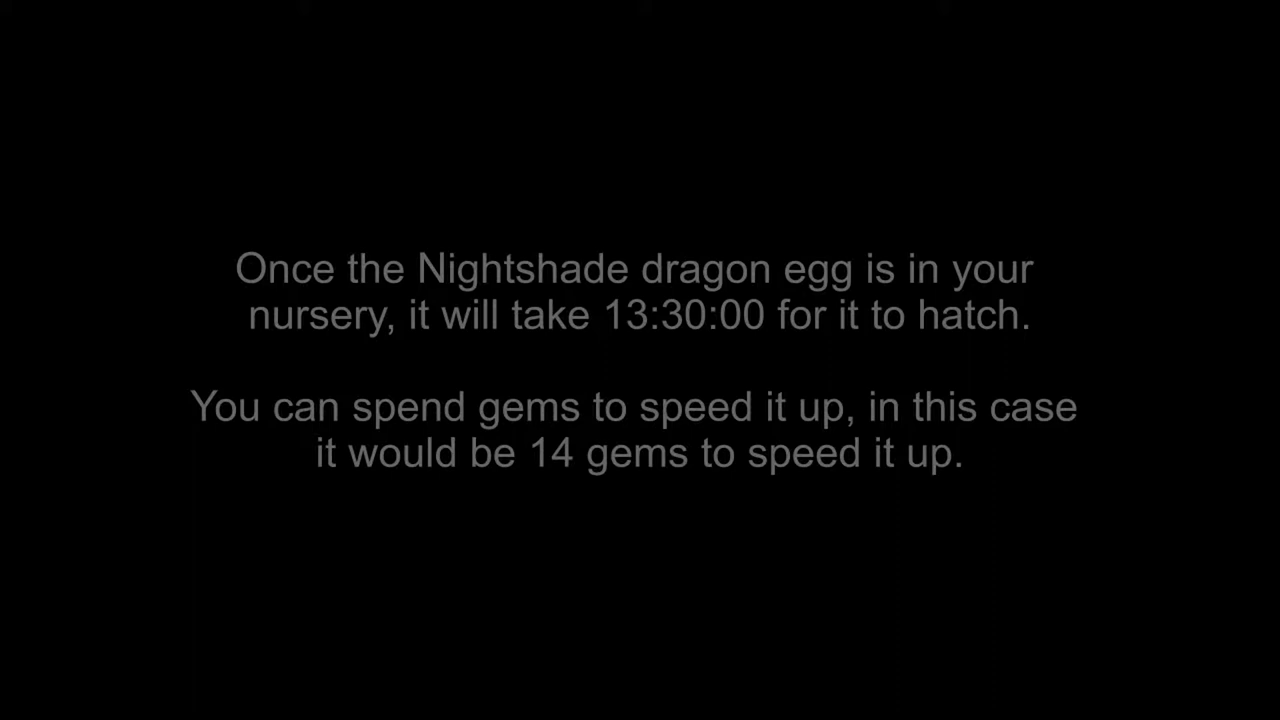 Once the Nightshade dragon egg is in your
nursery, it will take 13:30:00 for it to hatch.
You can spend gems to speed it up, in this case
it would be 14 gems to speed it up.